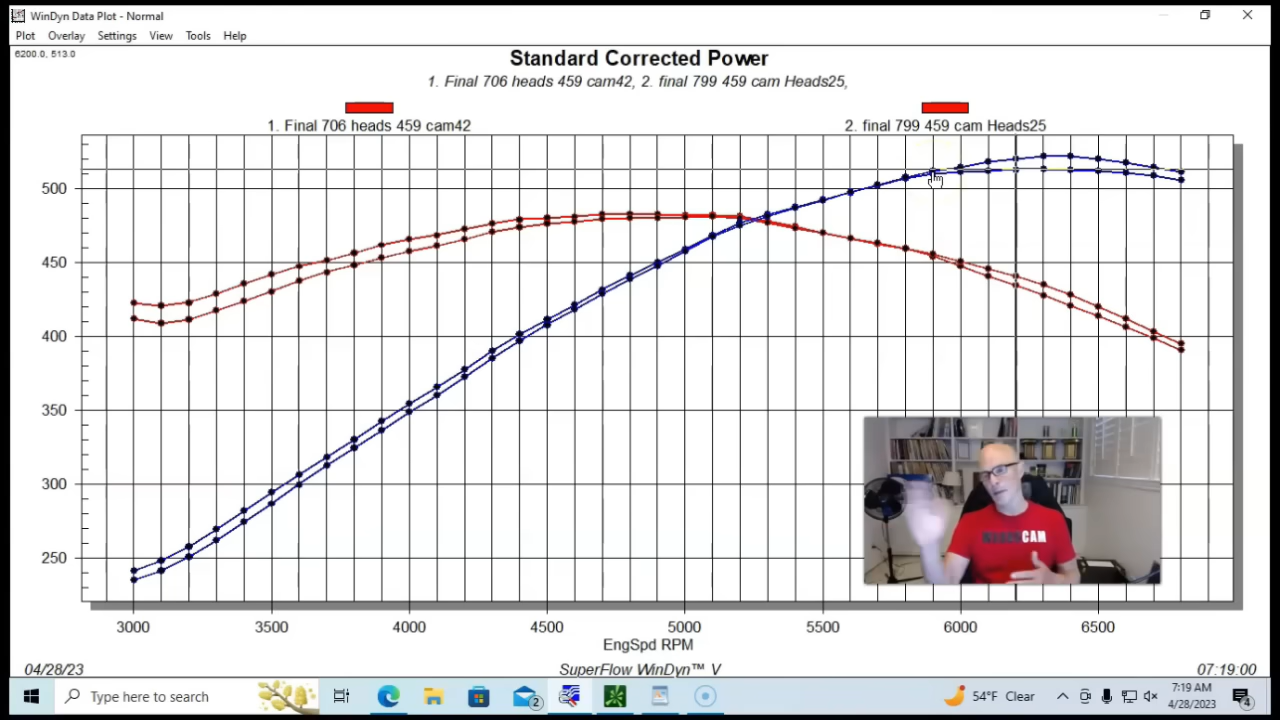 WinDyn Data Plot - Normal
Plot Overlay Settings View Tools Help
6200.0, 513.0
Standard Corrected Power
1. Final 706 heads 459 cam42, 2. final 799 459 cam Heads25,
1. Final 706 heads 459 cam42
2. final 799 459 cam Heads25
500
450
400
350
300
250
3000 3500 4000 4500 5000 5500 6000 6500
EngSpd RPM
04/28/23
SuperFlow WinDyn™ V
07:19:00
CAM
Type here to search
2
54°F Clear
7:19 AM
4/28/2023
4